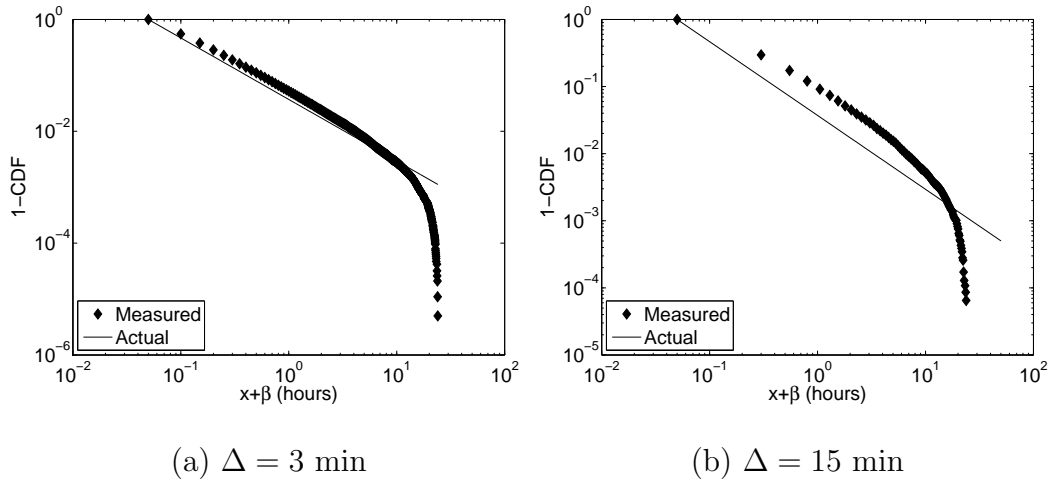 10^0
10^-2
10^-4
10^-6
1−CDF
Measured
Actual
10^-2 10^-1 10^0 10^1 10^2
x+β (hours)
(a) Δ = 3 min
10^0
10^-1
10^-2
10^-3
10^-4
10^-5
1−CDF
Measured
Actual
10^-2 10^-1 10^0 10^1 10^2
x+β (hours)
(b) Δ = 15 min